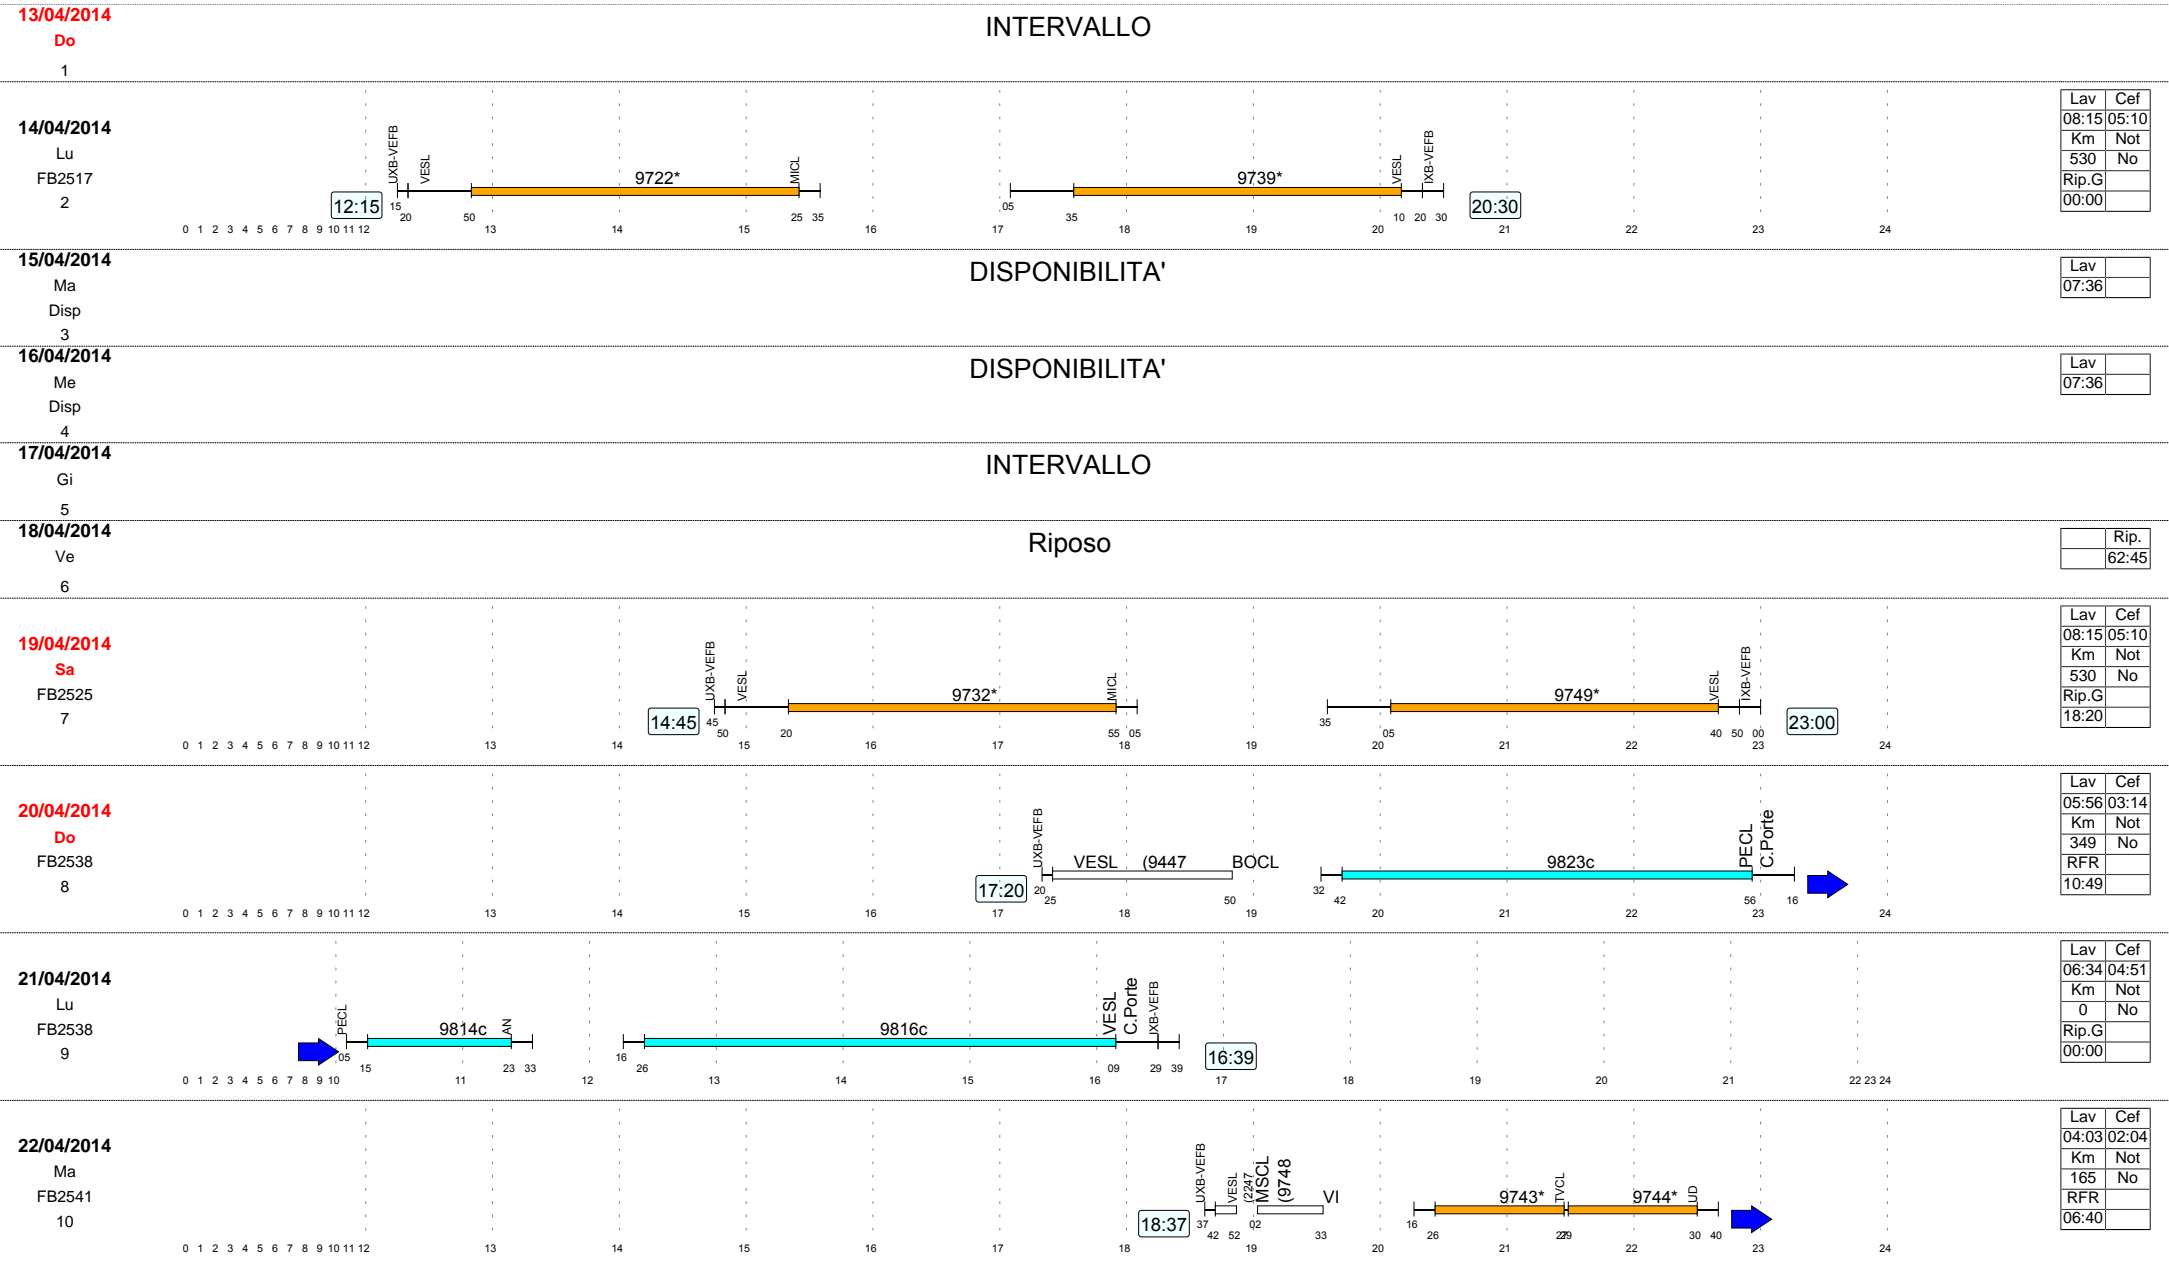 13/04/2014
Do
1
INTERVALLO
14/04/2014
Lu
FB2517
2
12:15
UXB-VEFB
VESL
9722*
MICL
9739*
VESL
IXB-VEFB
15 20 50 25 35 05 35 10 20 30
20:30
0 1 2 3 4 5 6 7 8 9 10 11 12 13 14 15 16 17 18 19 20 21 22 23 24
Lav Cef
08:15 05:10
Km Not
530 No
Rip.G
00:00
15/04/2014
Ma
Disp
3
DISPONIBILITA'
Lav
07:36
16/04/2014
Me
Disp
4
DISPONIBILITA'
Lav
07:36
17/04/2014
Gi
5
INTERVALLO
18/04/2014
Ve
6
Riposo
Rip.
62:45
19/04/2014
Sa
FB2525
7
14:45
UXB-VEFB
VESL
9732*
MICL
9749*
VESL
IXB-VEFB
45 50 20 55 05 35 05 40 50 00
23:00
0 1 2 3 4 5 6 7 8 9 10 11 12 13 14 15 16 17 18 19 20 21 22 23 24
Lav Cef
08:15 05:10
Km Not
530 No
Rip.G
18:20
20/04/2014
Do
FB2538
8
17:20
UXB-VEFB
VESL (9447 BOCL
9823c
PECL
C.Porte
20 25 50 32 42 56 16
0 1 2 3 4 5 6 7 8 9 10 11 12 13 14 15 16 17 18 19 20 21 22 23 24
Lav Cef
05:56 03:14
Km Not
349 No
RFR
10:49
21/04/2014
Lu
FB2538
9
PECL
9814c
AN
9816c
VESL
C.Porte
IXB-VEFB
05 15 23 33 16 26 09 29 39
16:39
0 1 2 3 4 5 6 7 8 9 10 11 12 13 14 15 16 17 18 19 20 21 22 23 24
Lav Cef
06:34 04:51
Km Not
0 No
Rip.G
00:00
22/04/2014
Ma
FB2541
10
18:37
UXB-VEFB
VESL
(2247
MSCL
(9748
VI
9743*
TVCL
9744*
UD
37 42 52 02 33 16 26 27 29 30 40
0 1 2 3 4 5 6 7 8 9 10 11 12 13 14 15 16 17 18 19 20 21 22 23 24
Lav Cef
04:03 02:04
Km Not
165 No
RFR
06:40